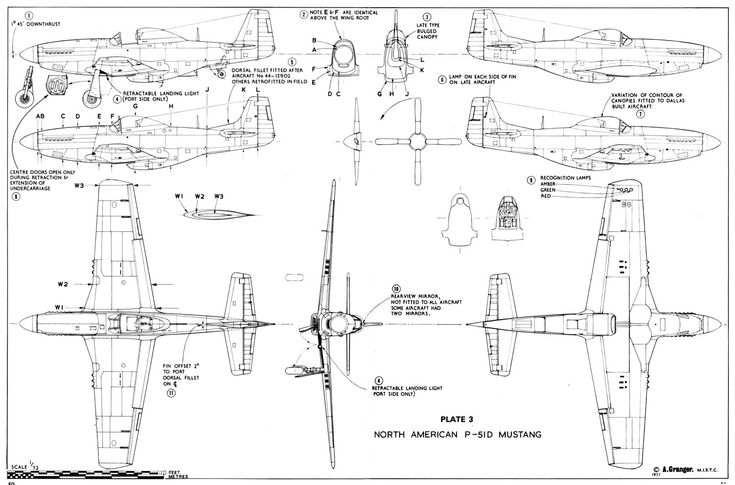 1
1° 45' DOWNTHRUST
2
NOTE E & F ARE IDENTICAL
ABOVE THE WING ROOT
3
LATE TYPE
BULGED
CANOPY
B
A
F
E
D C
L
K
J
G H
5
DORSAL FILLET FITTED AFTER
AIRCRAFT No 44-13902
OTHERS RETROFITTED IN FIELD
4
RETRACTABLE LANDING LIGHT
(PORT SIDE ONLY)
6
LAMP ON EACH SIDE OF FIN
ON LATE AIRCRAFT
VARIATION OF CONTOUR OF
CANOPIES FITTED TO DALLAS
BUILT AIRCRAFT
7
AB C D E F G H J K L
CENTRE DOORS OPEN ONLY
DURING RETRACTION &
EXTENSION OF
UNDERCARRIAGE
8
9
RECOGNITION LAMPS
AMBER
GREEN
RED
W3
W1 W2 W3
W2
W1
10
REARVIEW MIRROR,
NOT FITTED TO ALL AIRCRAFT
SOME AIRCRAFT HAD
TWO MIRRORS.
FIN OFFSET 2°
TO PORT
DORSAL FILLET
ON ℄
11
4
RETRACTABLE LANDING LIGHT
PORT SIDE ONLY)
PLATE 3
NORTH AMERICAN P-51D MUSTANG
SCALE 1/72
FEET
METRES
© A.Granger. M.I.S.T.C.
1977
50
51